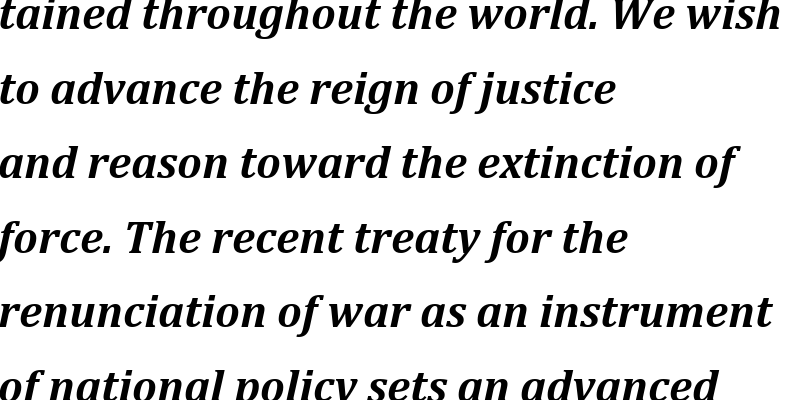 tained throughout the world. We wish
to advance the reign of justice
and reason toward the extinction of
force. The recent treaty for the
renunciation of war as an instrument
of national policy sets an advanced